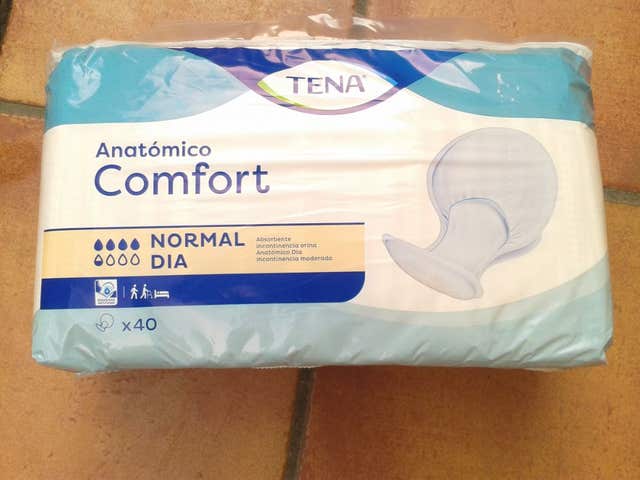 TENA
Anatómico
Comfort
NORMAL
DIA
Absorbente
incontinencia orina
Anatómico Día
incontinencia moderada
x40